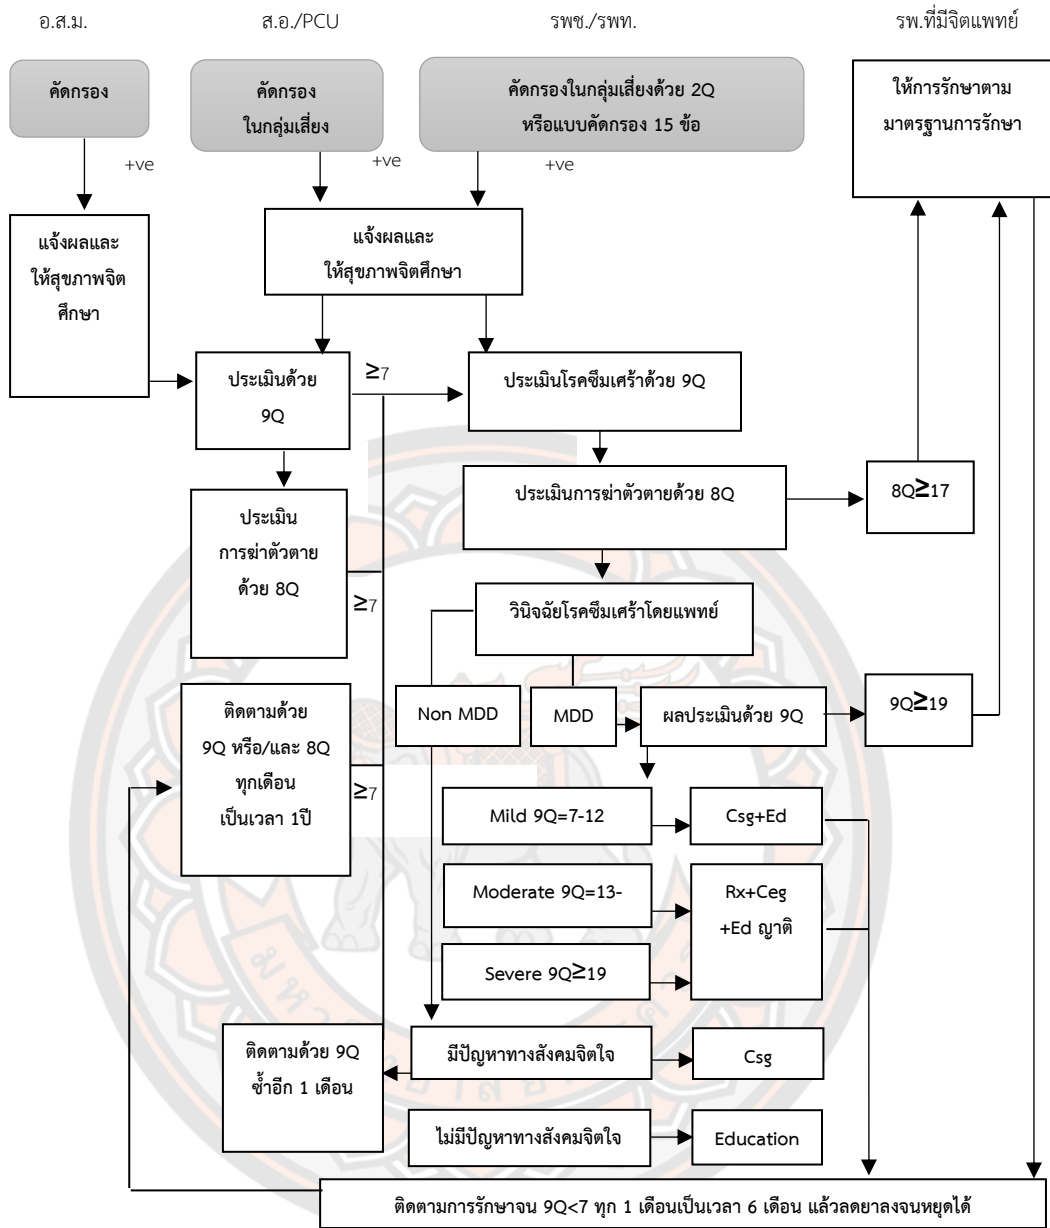 อ.ส.ม.
ส.อ./PCU
รพช./รพท.
รพ.ที่มีจิตแพทย์
คัดกรอง
คัดกรอง
ในกลุ่มเสี่ยง
คัดกรองในกลุ่มเสี่ยงด้วย 2Q
หรือแบบคัดกรอง 15 ข้อ
ให้การรักษาตาม
มาตรฐานการรักษา
+ve
+ve
+ve
แจ้งผลและ
ให้สุขภาพจิต
ศึกษา
แจ้งผลและ
ให้สุขภาพจิตศึกษา
ประเมินด้วย
9Q
≥7
ประเมินโรคซึมเศร้าด้วย 9Q
ประเมิน
การฆ่าตัวตาย
ด้วย 8Q
≥7
ประเมินการฆ่าตัวตายด้วย 8Q
8Q≥17
วินิจฉัยโรคซึมเศร้าโดยแพทย์
ติดตามด้วย
9Q หรือ/และ 8Q
ทุกเดือน
เป็นเวลา 1ปี
≥7
Non MDD
MDD
ผลประเมินด้วย 9Q
9Q≥19
Mild 9Q=7-12
Csg+Ed
Moderate 9Q=13-
Rx+Ceg
+Ed ญาติ
Severe 9Q≥19
ติดตามด้วย 9Q
ซ้ำอีก 1 เดือน
มีปัญหาทางสังคมจิตใจ
Csg
ไม่มีปัญหาทางสังคมจิตใจ
Education
ติดตามการรักษาจน 9Q<7 ทุก 1 เดือนเป็นเวลา 6 เดือน แล้วลดยาลงจนหยุดได้